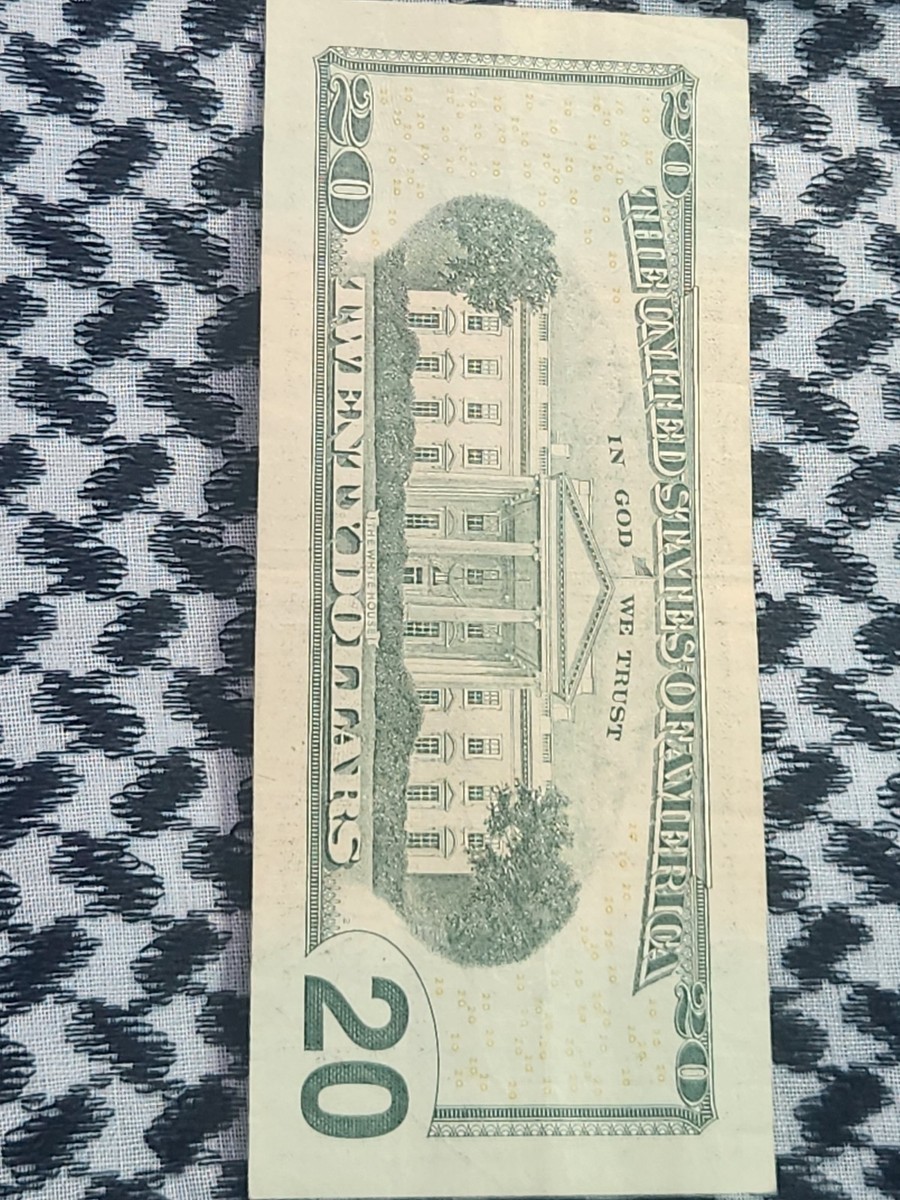 THE UNITED STATES OF AMERICA
20
20
IN GOD WE TRUST
THE WHITE HOUSE
TWENTY DOLLARS
20
20